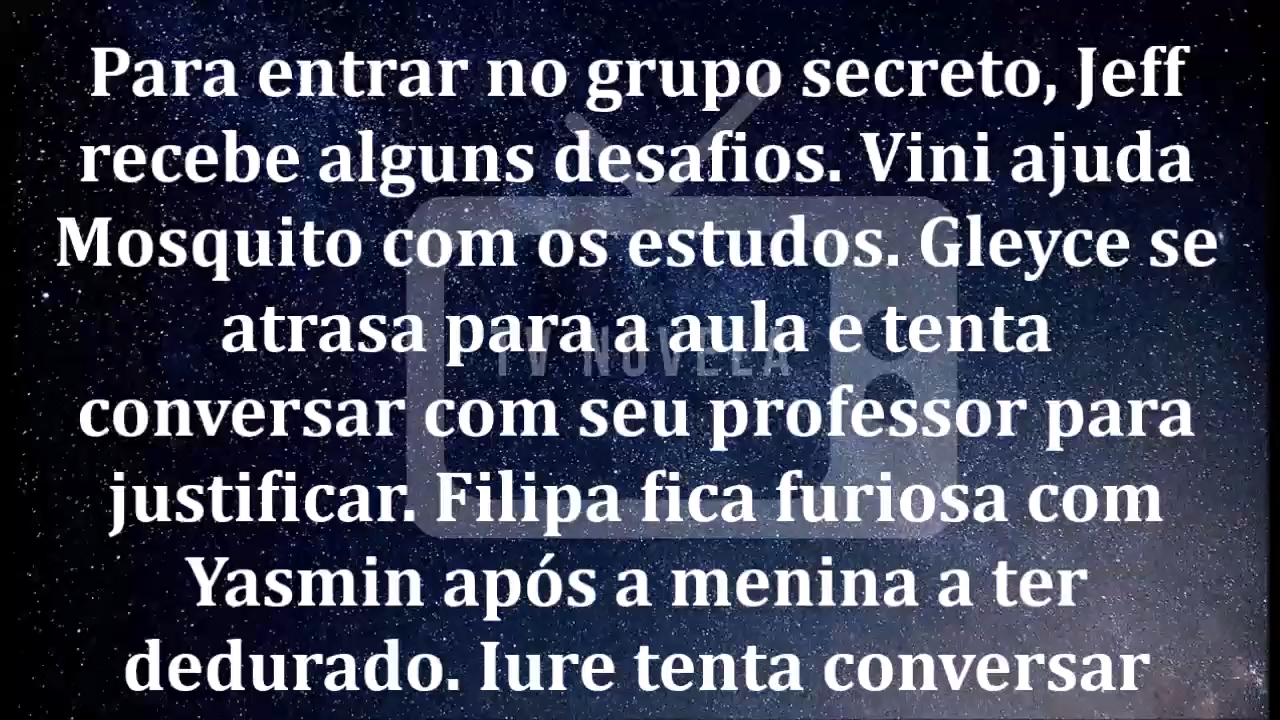 Para entrar no grupo secreto, Jeff
recebe alguns desafios. Vini ajuda
Mosquito com os estudos. Gleyce se
atrasa para a aula e tenta
TV NOVELA
conversar com seu professor para
justificar. Filipa fica furiosa com
Yasmin após a menina a ter
dedurado. Iure tenta conversar